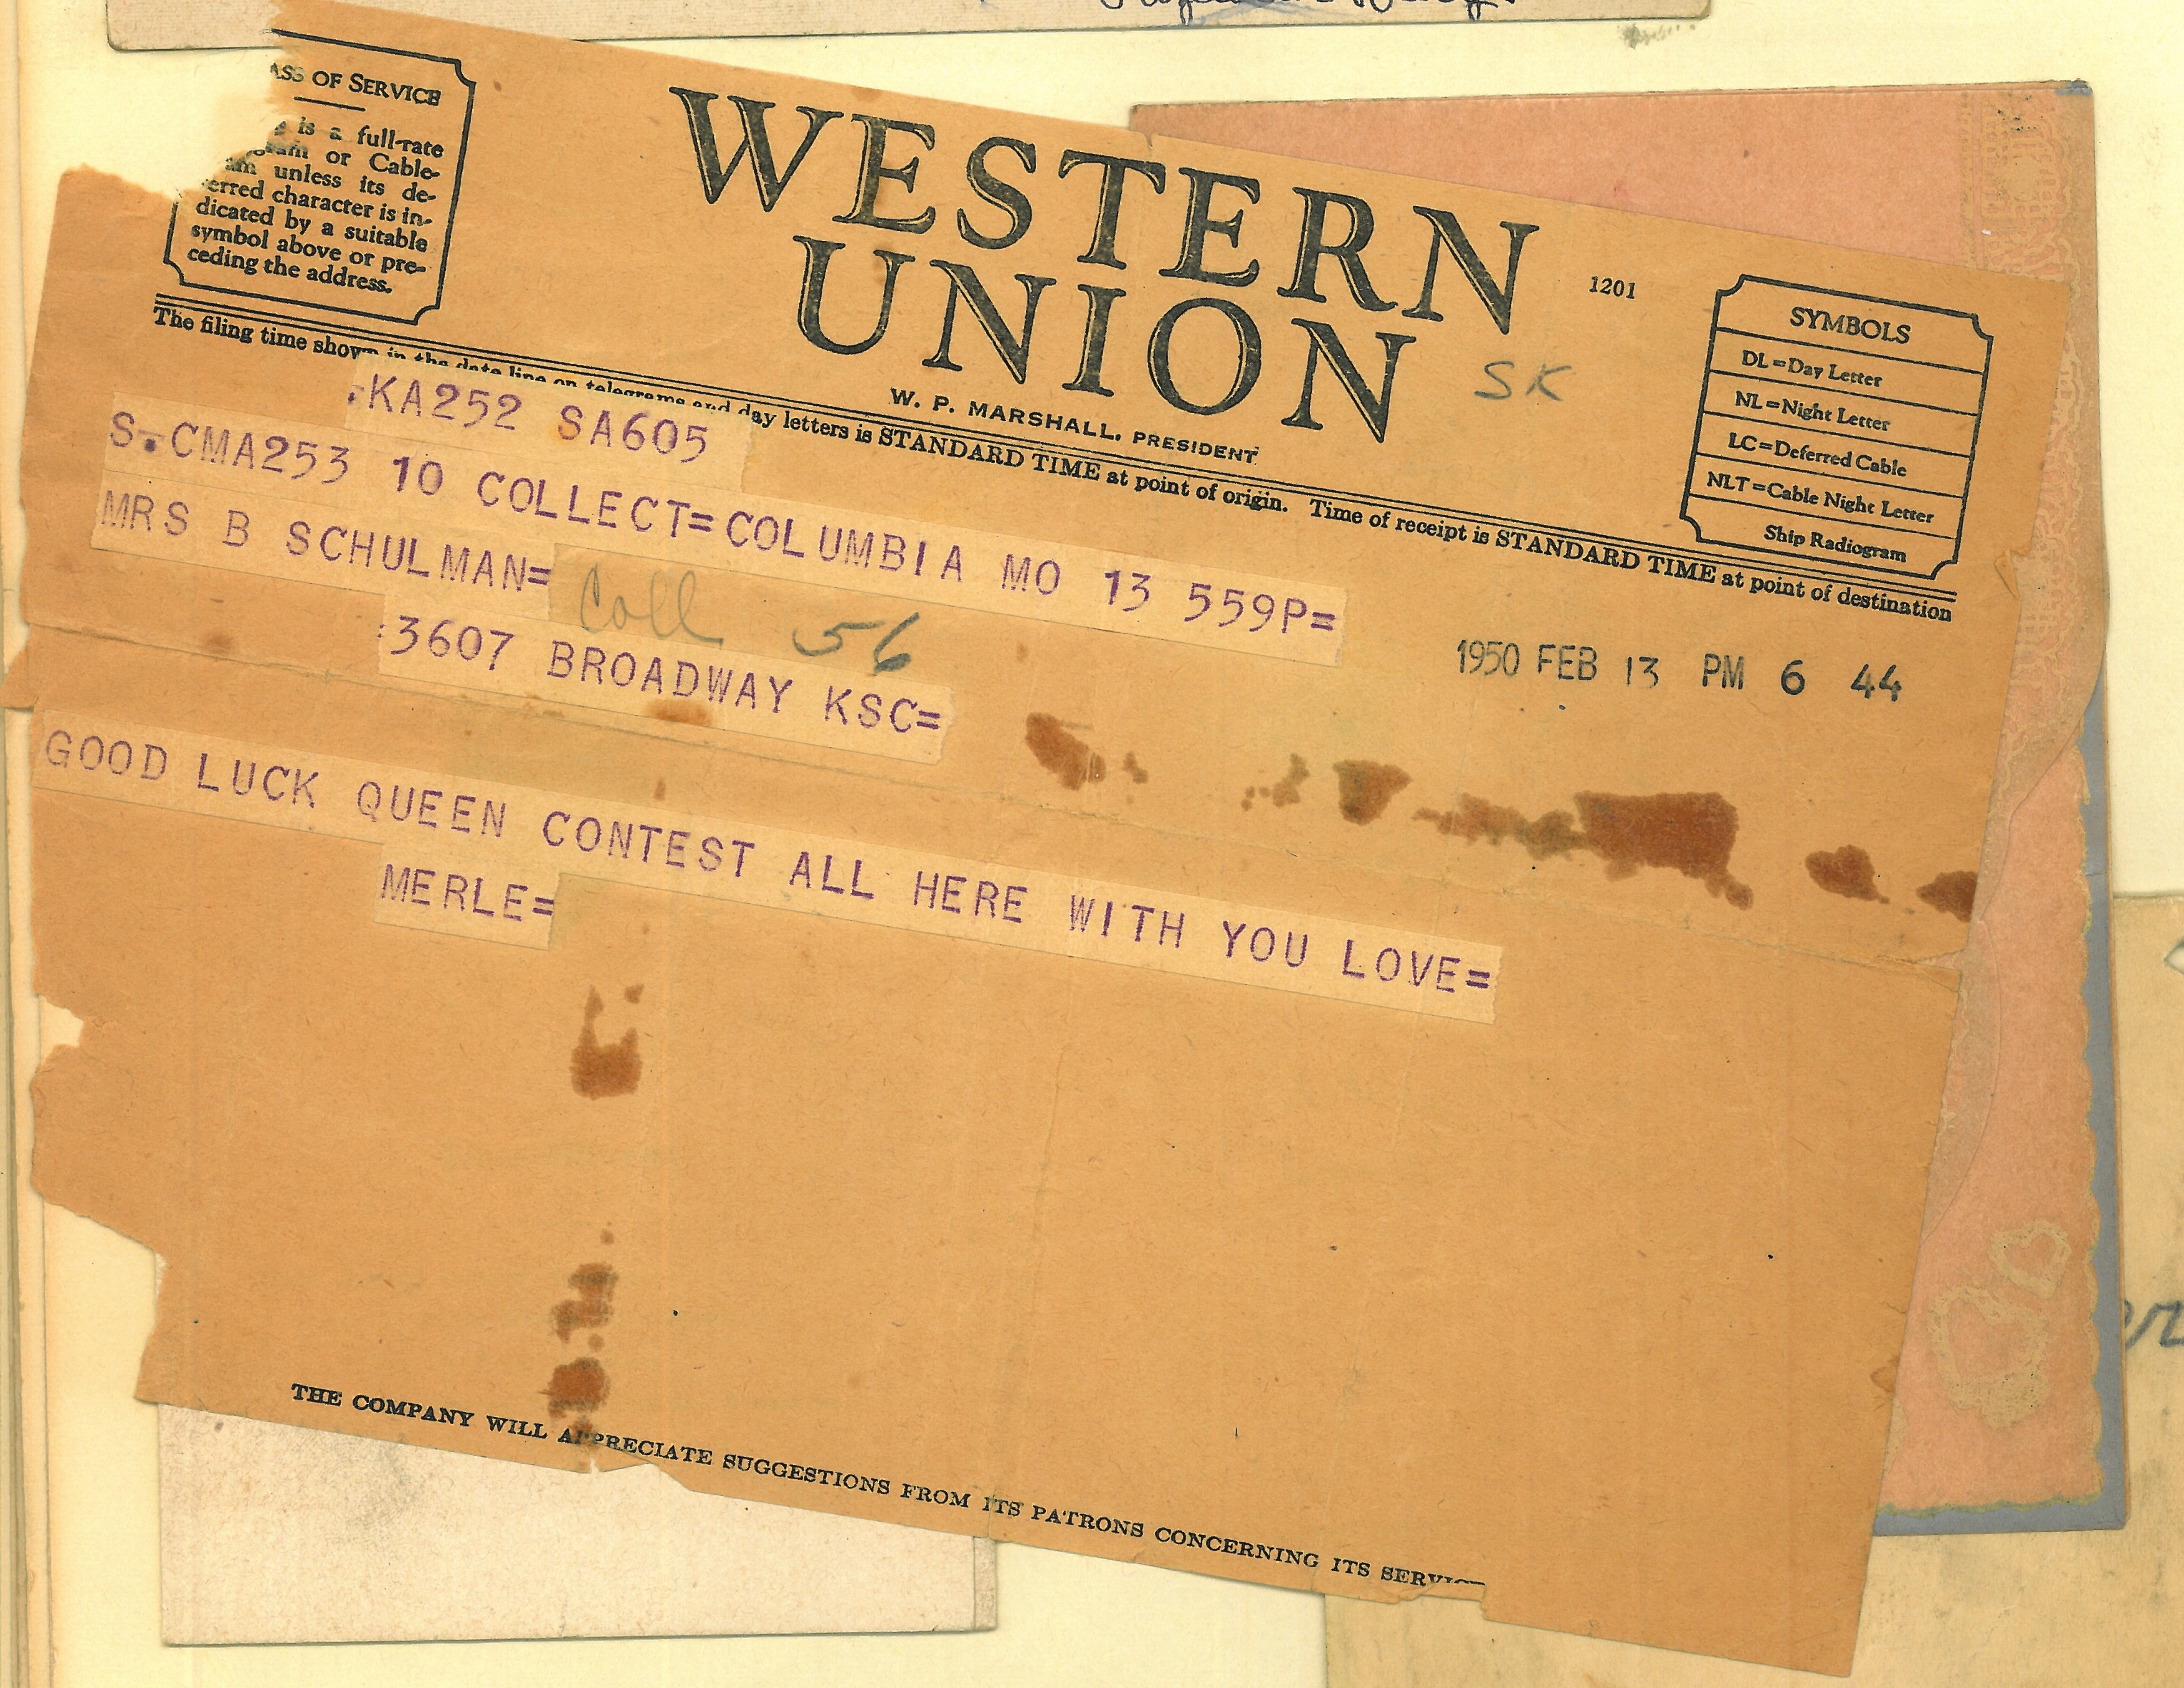 ASS OF SERVICE
is a full-rate
gram or Cable-
am unless its de-
erred character is in-
dicated by a suitable
symbol above or pre-
ceding the address.
WESTERN
UNION
1201
SK
W. P. MARSHALL, PRESIDENT
SYMBOLS
DL=Day Letter
NL=Night Letter
LC=Deferred Cable
NLT=Cable Night Letter
Ship Radiogram
The filing time shown in the date line on telegrams and day letters is STANDARD TIME at point of origin. Time of receipt is STANDARD TIME at point of destination
.KA252 SA605
S.CMA253 10 COLLECT=COLUMBIA MO 13 559P=
MRS B SCHULMAN=
Coll 56
:3607 BROADWAY KSC=
1950 FEB 13 PM 6 44
GOOD LUCK QUEEN CONTEST ALL HERE WITH YOU LOVE=
MERLE=
THE COMPANY WILL APPRECIATE SUGGESTIONS FROM ITS PATRONS CONCERNING ITS SERVICE